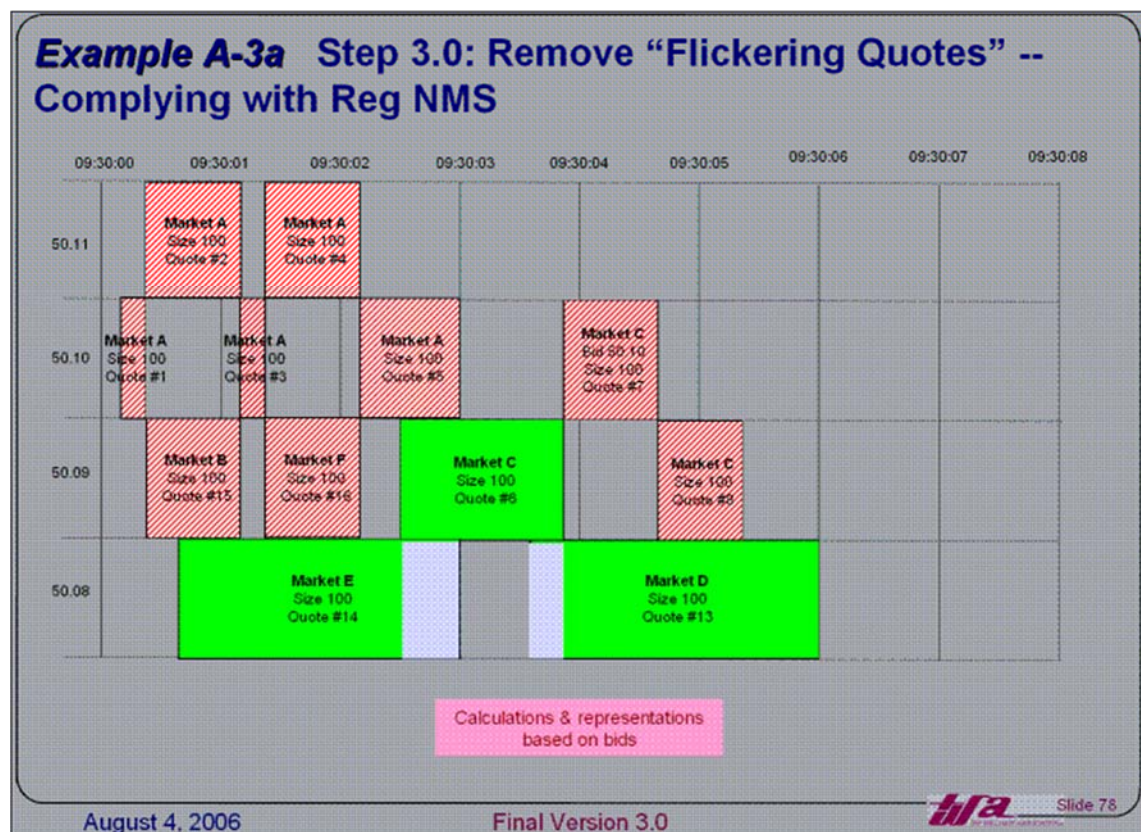 Example A-3a Step 3.0: Remove “Flickering Quotes” --
Complying with Reg NMS
09:30:00 09:30:01 09:30:02 09:30:03 09:30:04 09:30:05 09:30:06 09:30:07 09:30:08
50.11
Market A
Size 100
Quote #2
Market A
Size 100
Quote #4
50.10
Market A
Size 100
Quote #1
Market A
Size 100
Quote #3
Market A
Size 100
Quote #5
Market C
Bid 50.10
Size 100
Quote #7
50.09
Market B
Size 100
Quote #15
Market F
Size 100
Quote #16
Market C
Size 100
Quote #6
Market C
Size 100
50.08
Market E
Size 100
Quote #14
Market D
Size 100
Quote #13
Calculations & representations
based on bids
August 4, 2006
Final Version 3.0
Slide 78